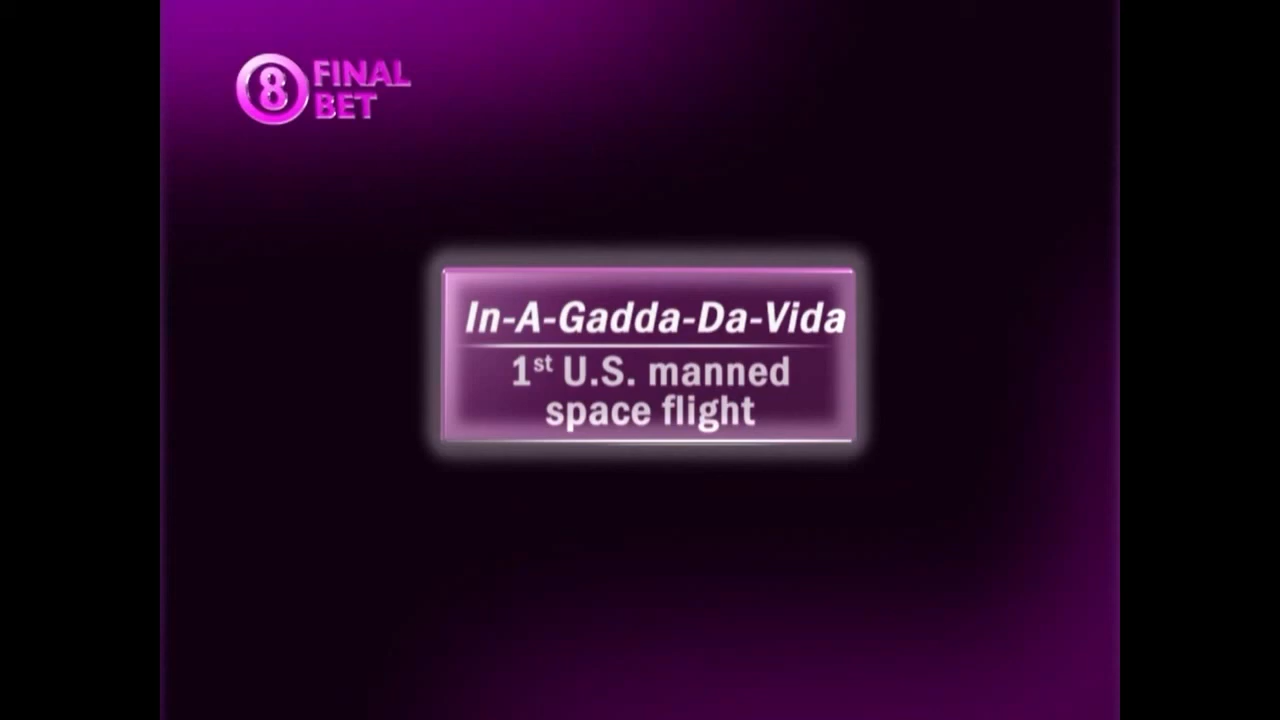 8 FINAL
BET
In-A-Gadda-Da-Vida
1st U.S. manned
space flight